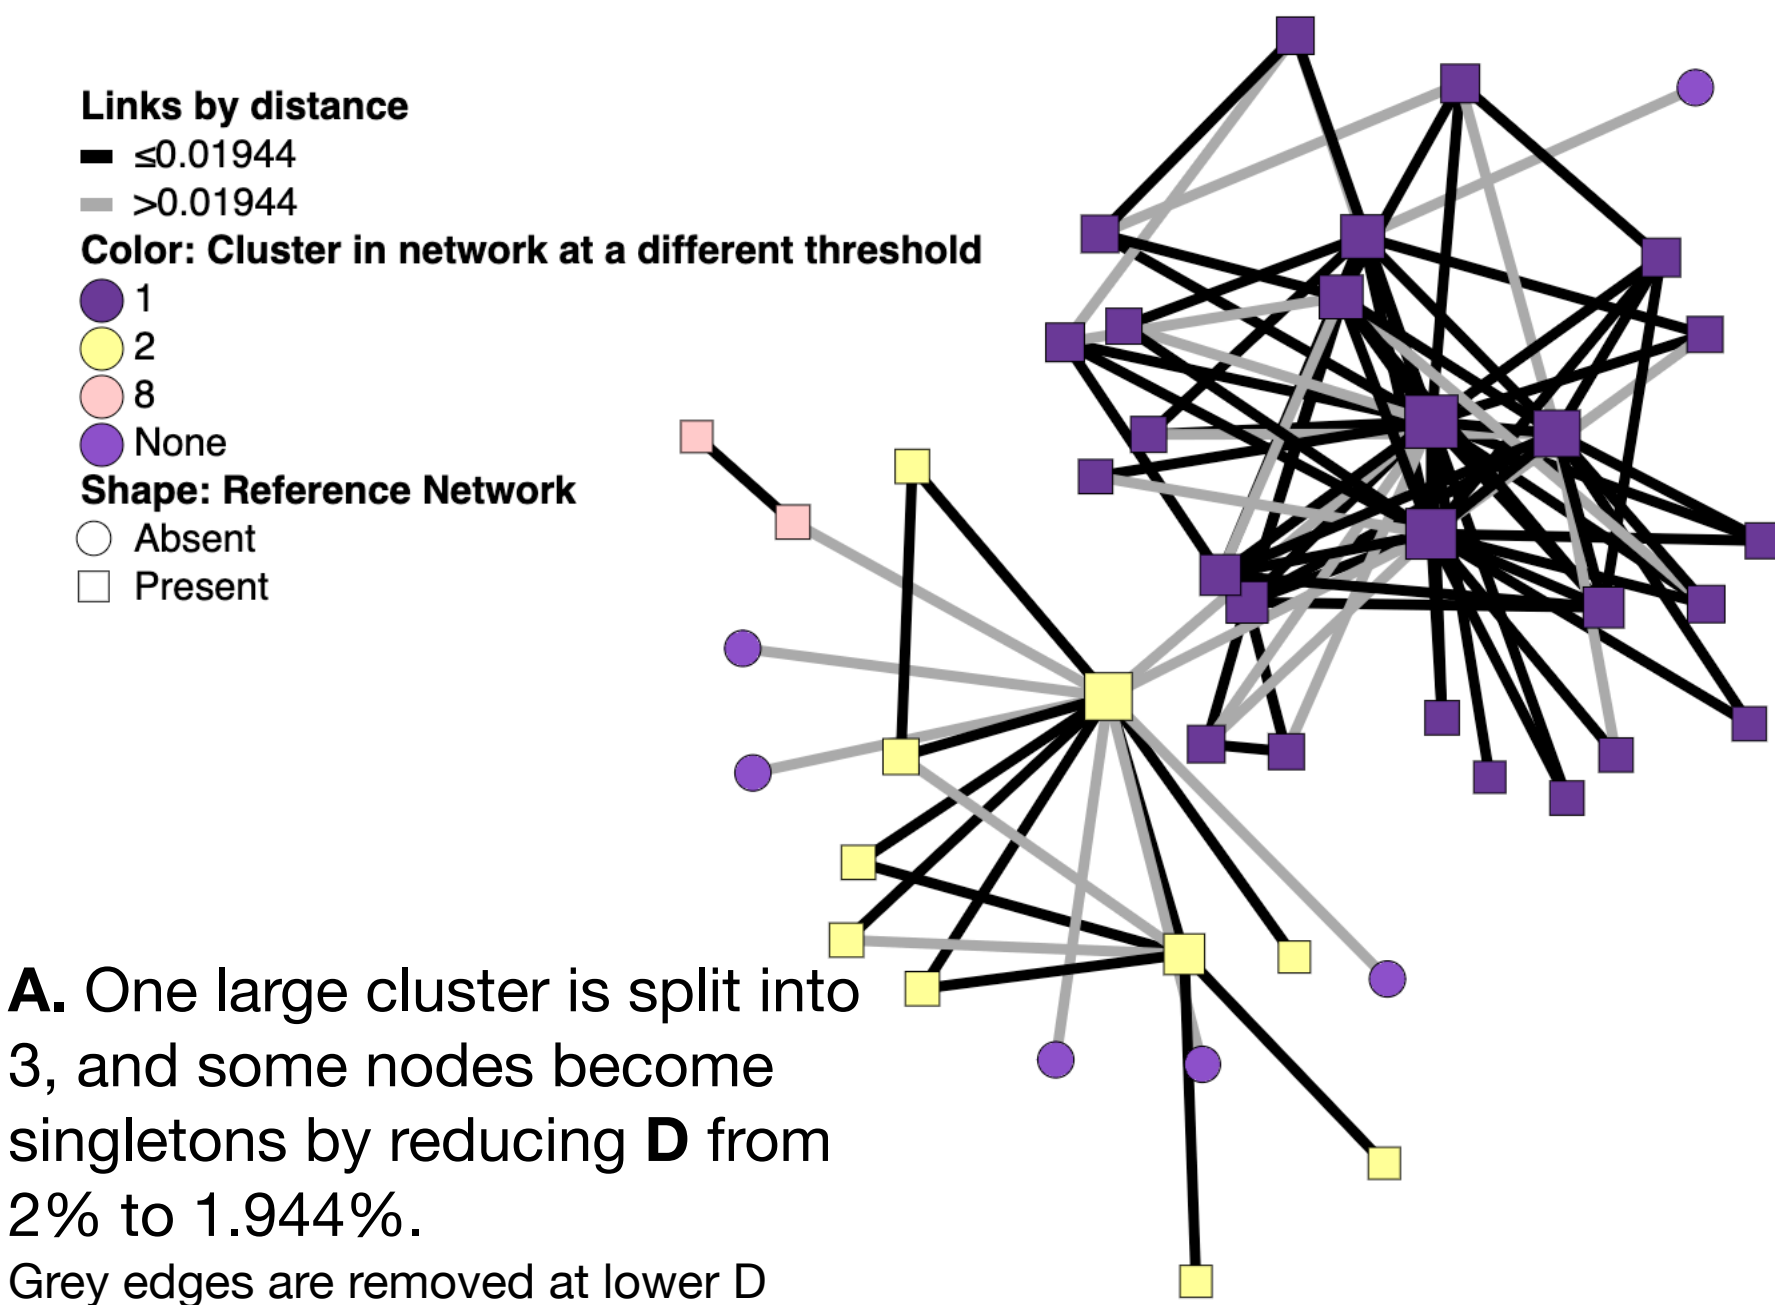 Links by distance
≤0.01944
>0.01944
Color: Cluster in network at a different threshold
1
2
8
None
Shape: Reference Network
Absent
Present
A. One large cluster is split into
3, and some nodes become
singletons by reducing D from
2% to 1.944%.
Grey edges are removed at lower D